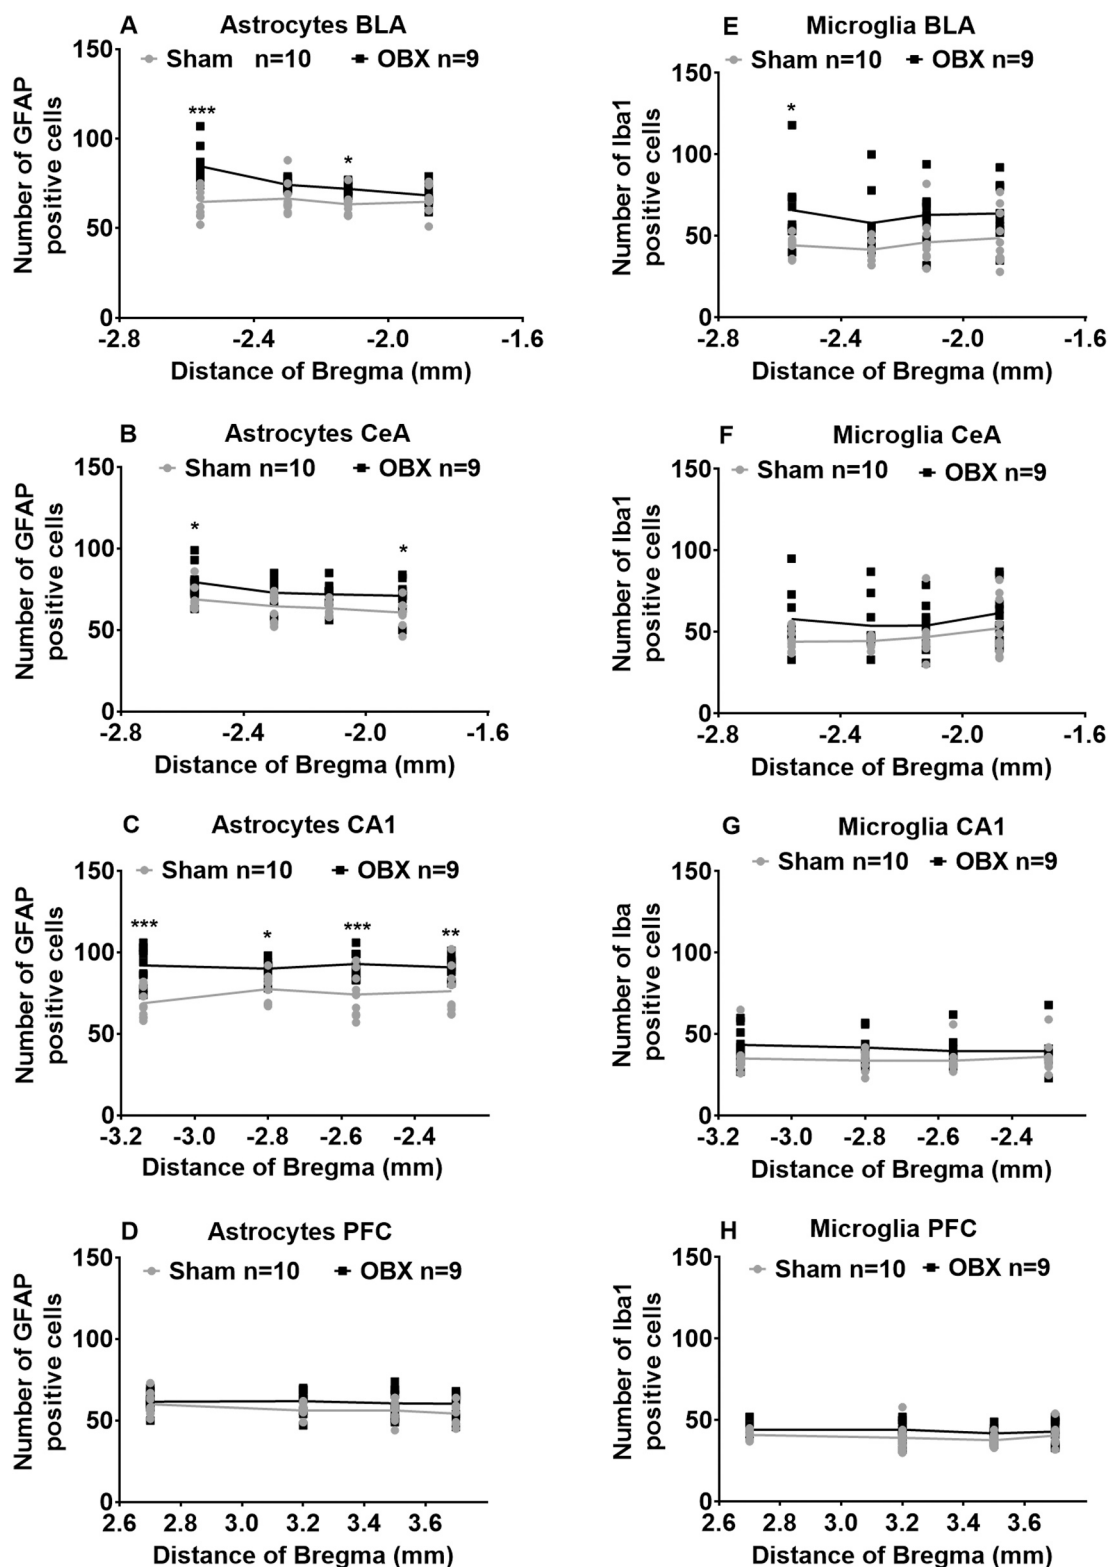 A Astrocytes BLA
Sham n=10 OBX n=9
Number of GFAP
positive cells
150
100
50
0
*** *
-2.8 -2.4 -2.0 -1.6
Distance of Bregma (mm)
E Microglia BLA
Sham n=10 OBX n=9
Number of Iba1
positive cells
150
100
50
0
*
-2.8 -2.4 -2.0 -1.6
Distance of Bregma (mm)
B Astrocytes CeA
Sham n=10 OBX n=9
Number of GFAP
positive cells
150
100
50
0
* *
-2.8 -2.4 -2.0 -1.6
Distance of Bregma (mm)
F Microglia CeA
Sham n=10 OBX n=9
Number of Iba1
positive cells
150
100
50
0
-2.8 -2.4 -2.0 -1.6
Distance of Bregma (mm)
C Astrocytes CA1
Sham n=10 OBX n=9
Number of GFAP
positive cells
150
100
50
0
*** * *** **
-3.2 -3.0 -2.8 -2.6 -2.4
Distance of Bregma (mm)
G Microglia CA1
Sham n=10 OBX n=9
Number of Iba
positive cells
150
100
50
0
-3.2 -3.0 -2.8 -2.6 -2.4
Distance of Bregma (mm)
D Astrocytes PFC
Sham n=10 OBX n=9
Number of GFAP
positive cells
150
100
50
0
2.6 2.8 3.0 3.2 3.4 3.6
Distance of Bregma (mm)
H Microglia PFC
Sham n=10 OBX n=9
Number of Iba1
positive cells
150
100
50
0
2.6 2.8 3.0 3.2 3.4 3.6
Distance of Bregma (mm)